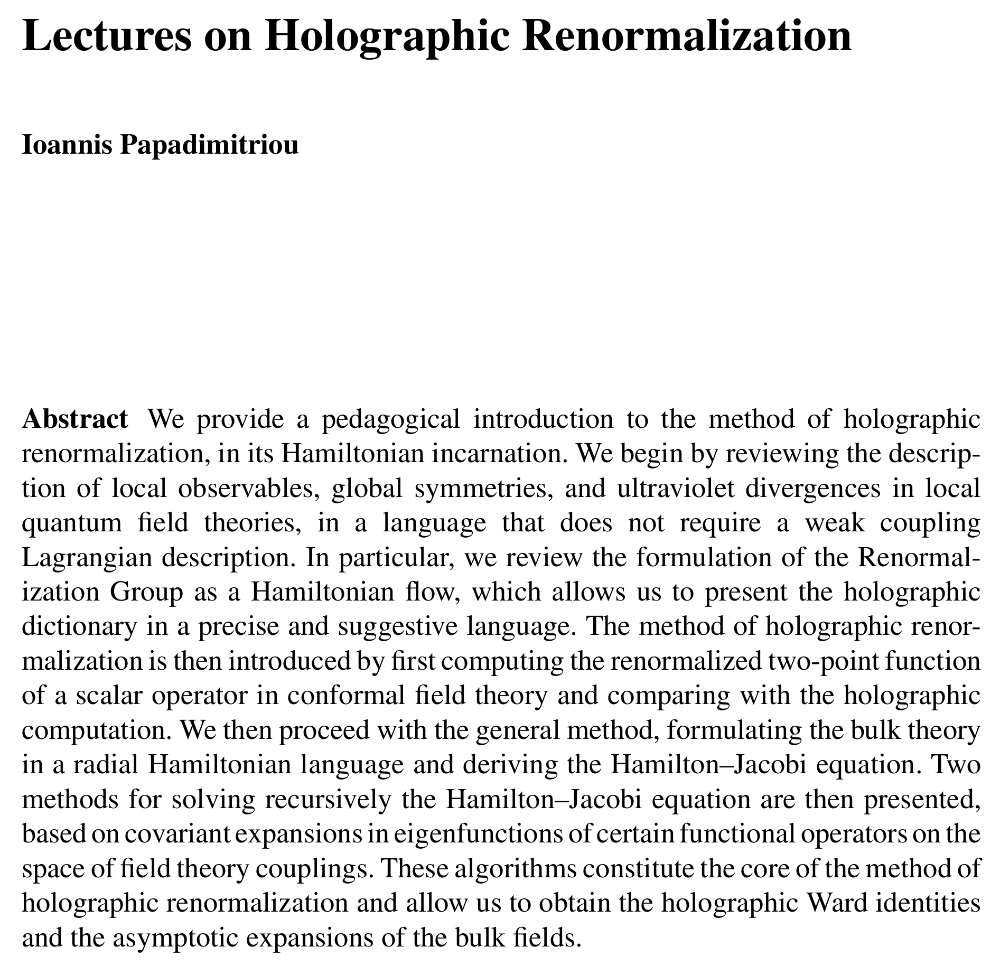 Lectures on Holographic Renormalization
Ioannis Papadimitriou
Abstract We provide a pedagogical introduction to the method of holographic
renormalization, in its Hamiltonian incarnation. We begin by reviewing the descrip-
tion of local observables, global symmetries, and ultraviolet divergences in local
quantum field theories, in a language that does not require a weak coupling
Lagrangian description. In particular, we review the formulation of the Renormal-
ization Group as a Hamiltonian flow, which allows us to present the holographic
dictionary in a precise and suggestive language. The method of holographic renor-
malization is then introduced by first computing the renormalized two-point function
of a scalar operator in conformal field theory and comparing with the holographic
computation. We then proceed with the general method, formulating the bulk theory
in a radial Hamiltonian language and deriving the Hamilton–Jacobi equation. Two
methods for solving recursively the Hamilton–Jacobi equation are then presented,
based on covariant expansions in eigenfunctions of certain functional operators on the
space of field theory couplings. These algorithms constitute the core of the method of
holographic renormalization and allow us to obtain the holographic Ward identities
and the asymptotic expansions of the bulk fields.